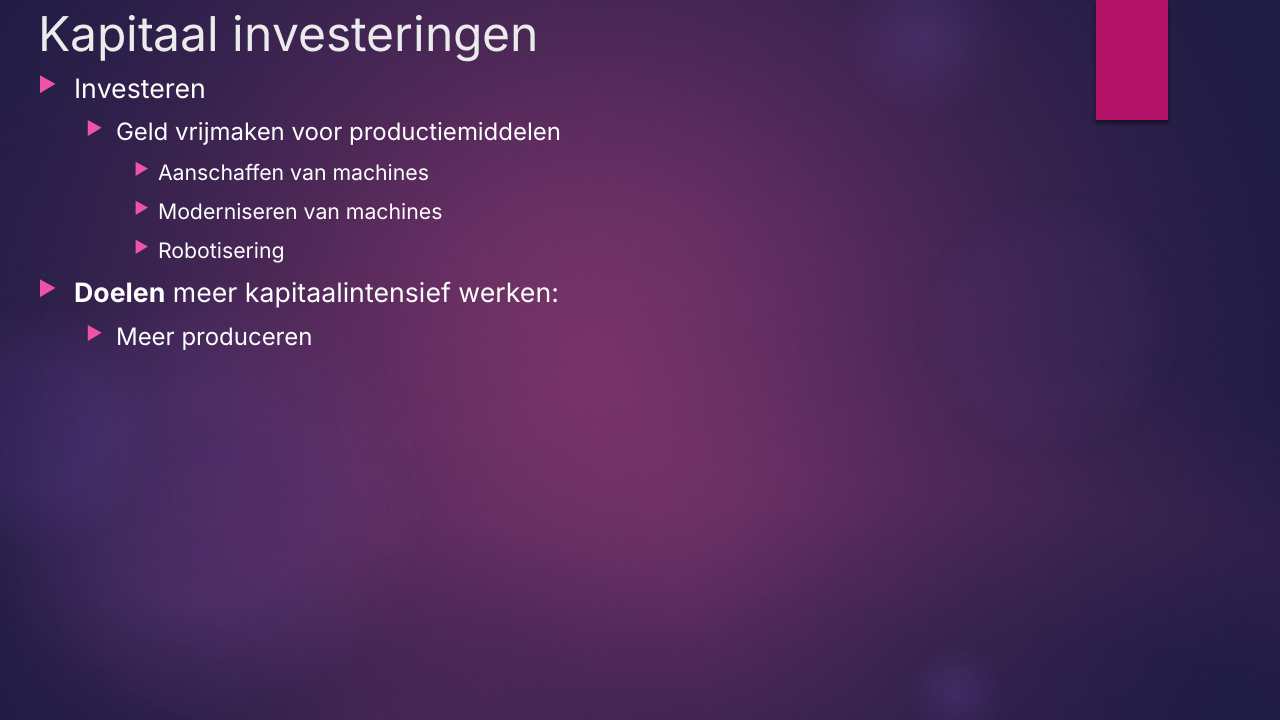 Kapitaal investeringen
Investeren
Geld vrijmaken voor productiemiddelen
Aanschaffen van machines
Moderniseren van machines
Robotisering
Doelen meer kapitaalintensief werken:
Meer produceren